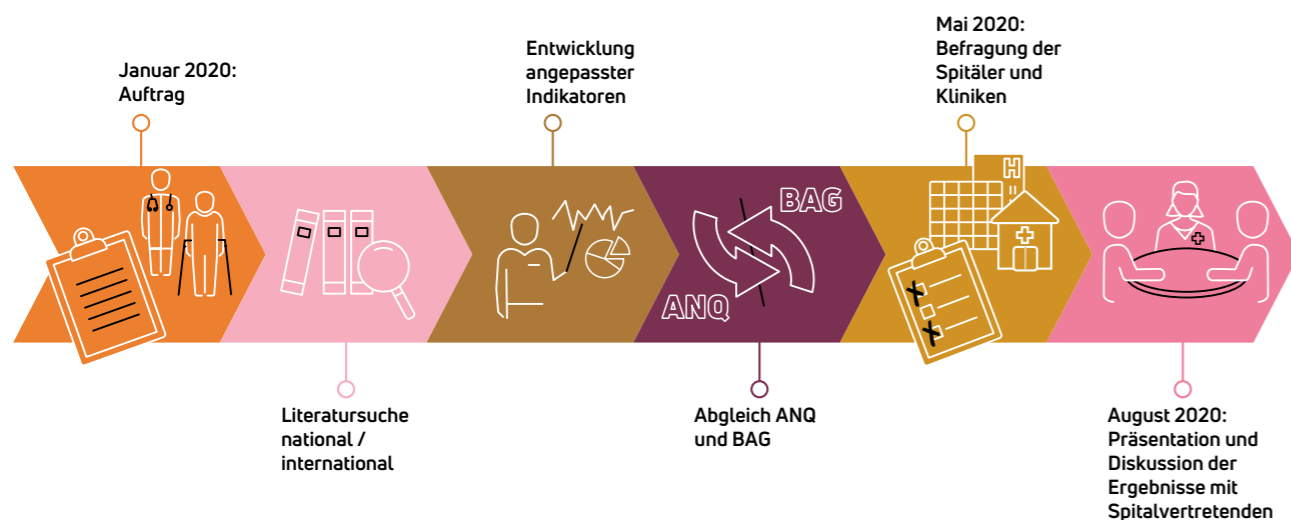 Januar 2020:
Auftrag
Literatursuche
national /
international
Entwicklung
angepasster
Indikatoren
BAG
ANQ
Abgleich ANQ
und BAG
Mai 2020:
Befragung der
Spitäler und
Kliniken
H
August 2020:
Präsentation und
Diskussion der
Ergebnisse mit
Spitalvertretenden